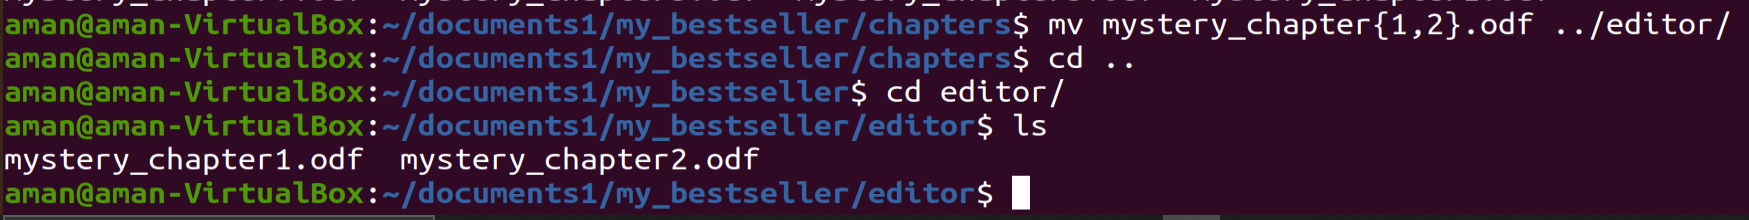 aman@aman-VirtualBox:~/documents1/my_bestseller/chapters$ mv mystery_chapter{1,2}.odf ../editor/
aman@aman-VirtualBox:~/documents1/my_bestseller/chapters$ cd ..
aman@aman-VirtualBox:~/documents1/my_bestseller$ cd editor/
aman@aman-VirtualBox:~/documents1/my_bestseller/editor$ ls
mystery_chapter1.odf  mystery_chapter2.odf
aman@aman-VirtualBox:~/documents1/my_bestseller/editor$